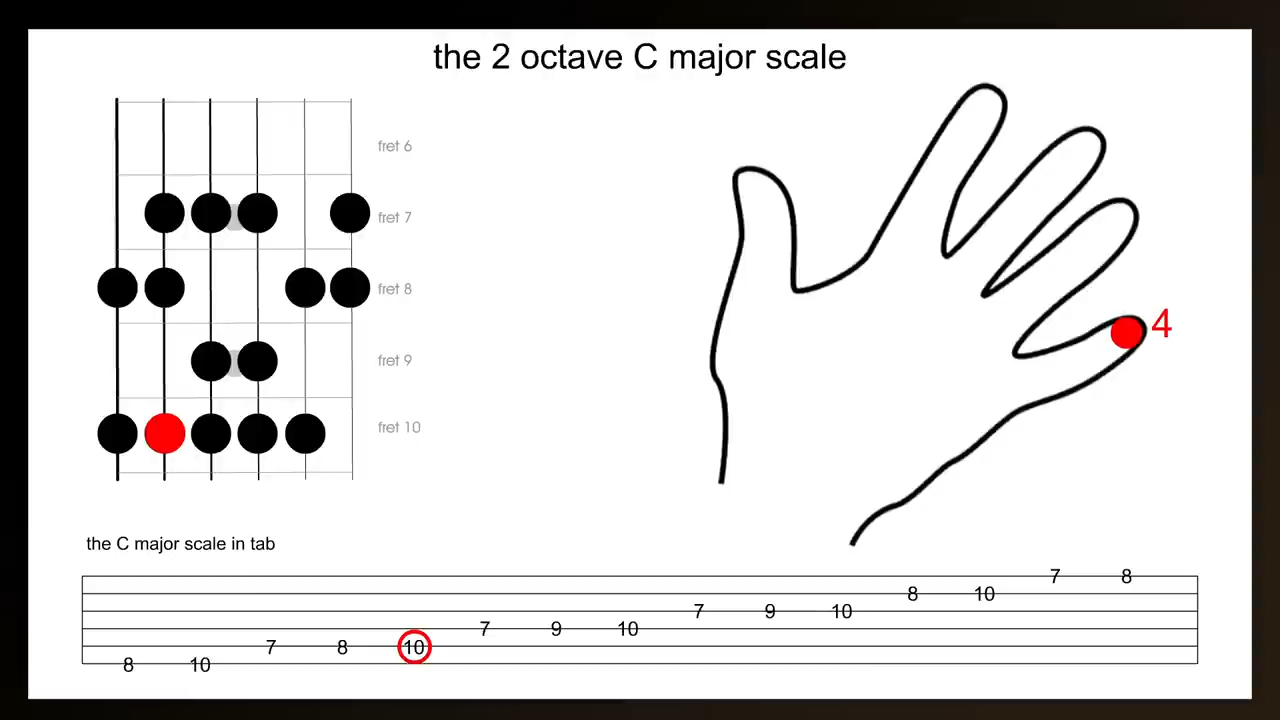 the 2 octave C major scale
fret 6
fret 7
fret 8
fret 9
fret 10
4
the C major scale in tab
7 8
8 10
7 9 10
7 9 10
7 8 10
8 10